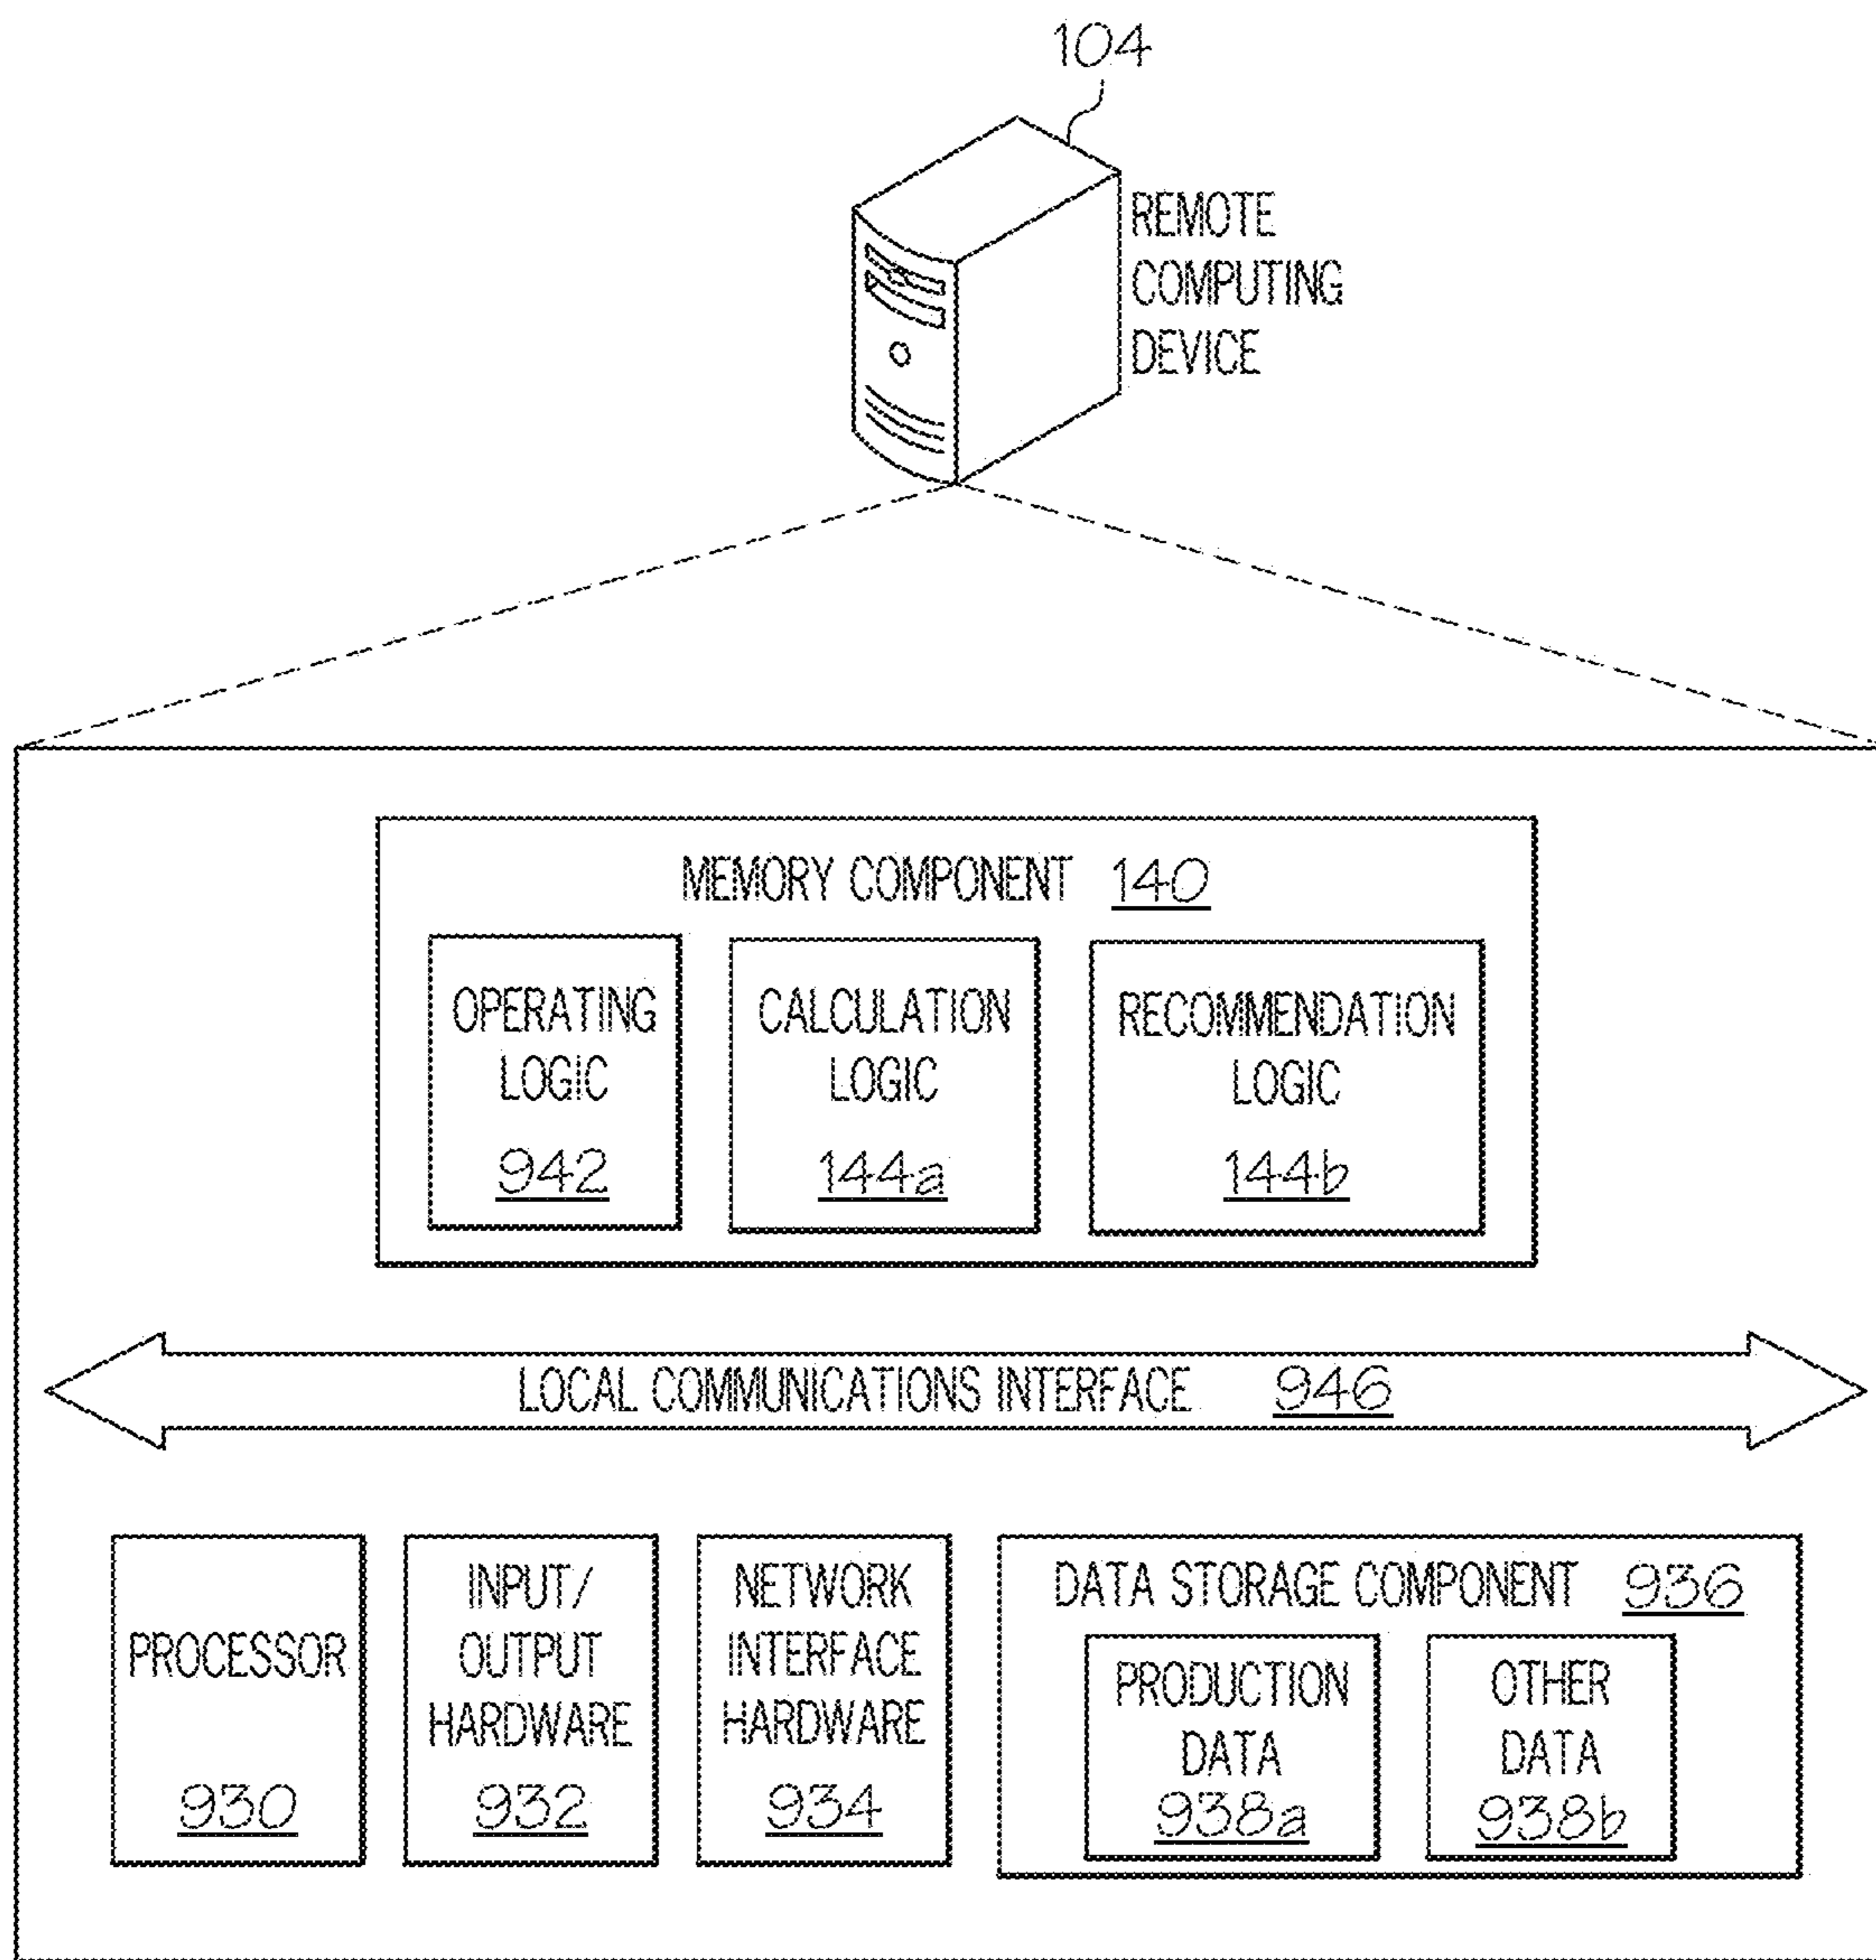 104
REMOTE
COMPUTING
DEVICE
MEMORY COMPONENT 140
OPERATING
LOGIC
942
CALCULATION
LOGIC
144a
RECOMMENDATION
LOGIC
144b
LOCAL COMMUNICATIONS INTERFACE 946
PROCESSOR
930
INPUT/
OUTPUT
HARDWARE
932
NETWORK
INTERFACE
HARDWARE
934
DATA STORAGE COMPONENT 936
PRODUCTION
DATA
938a
OTHER
DATA
938b